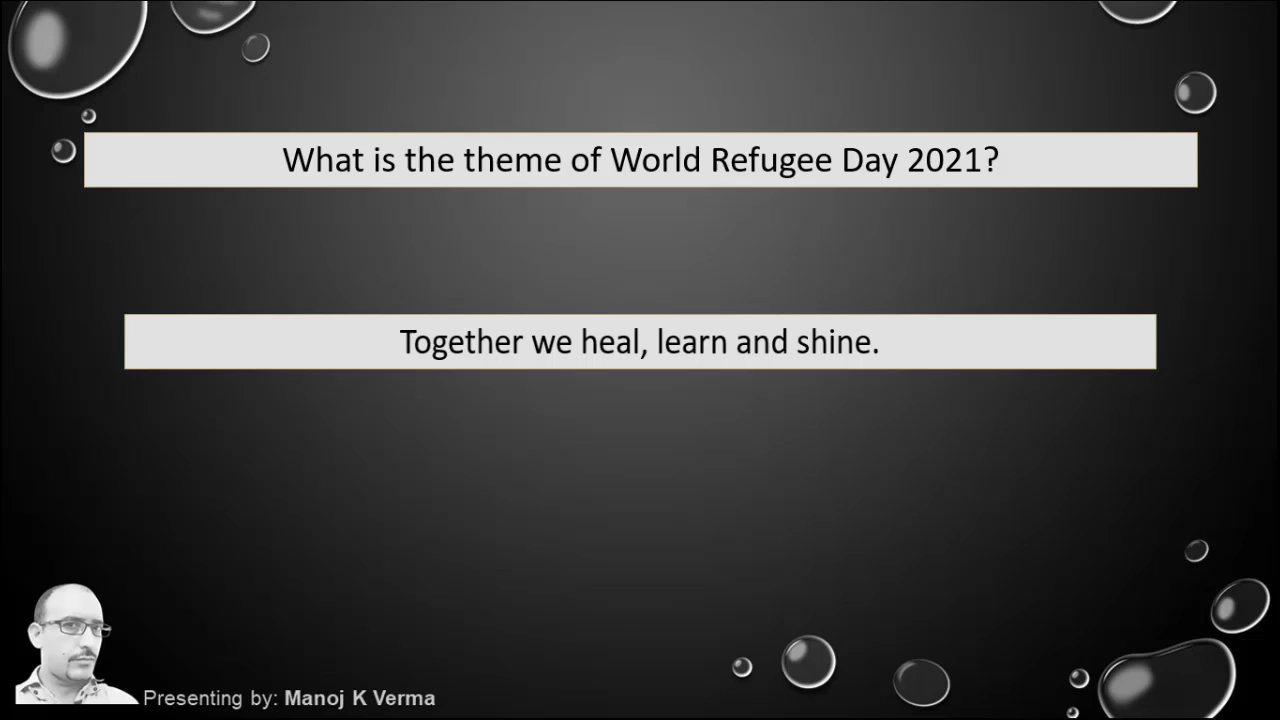 What is the theme of World Refugee Day 2021?
Together we heal, learn and shine.
Presenting by: Manoj K Verma